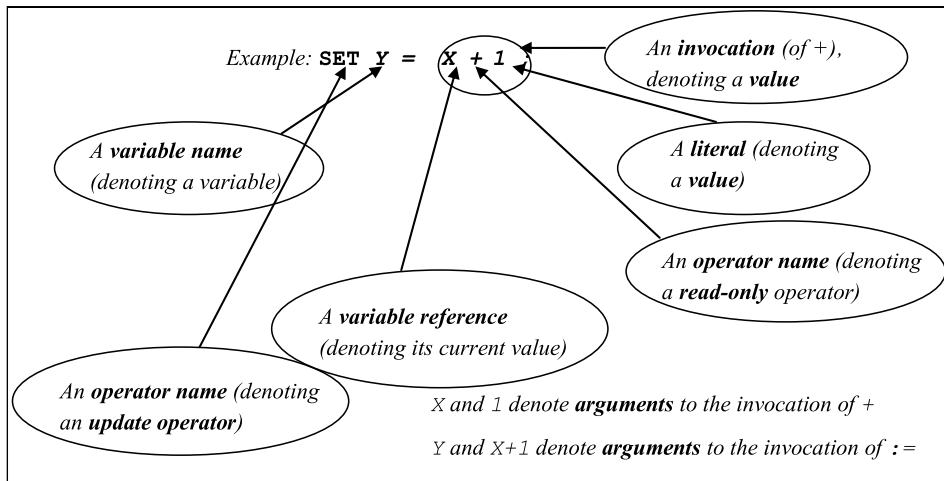 Example: SET Y = X + 1 ;
An invocation (of +),
denoting a value
A variable name
(denoting a variable)
A literal (denoting
a value)
An operator name (denoting
a read-only operator)
A variable reference
(denoting its current value)
An operator name (denoting
an update operator)
X and 1 denote arguments to the invocation of +
Y and X+1 denote arguments to the invocation of :=